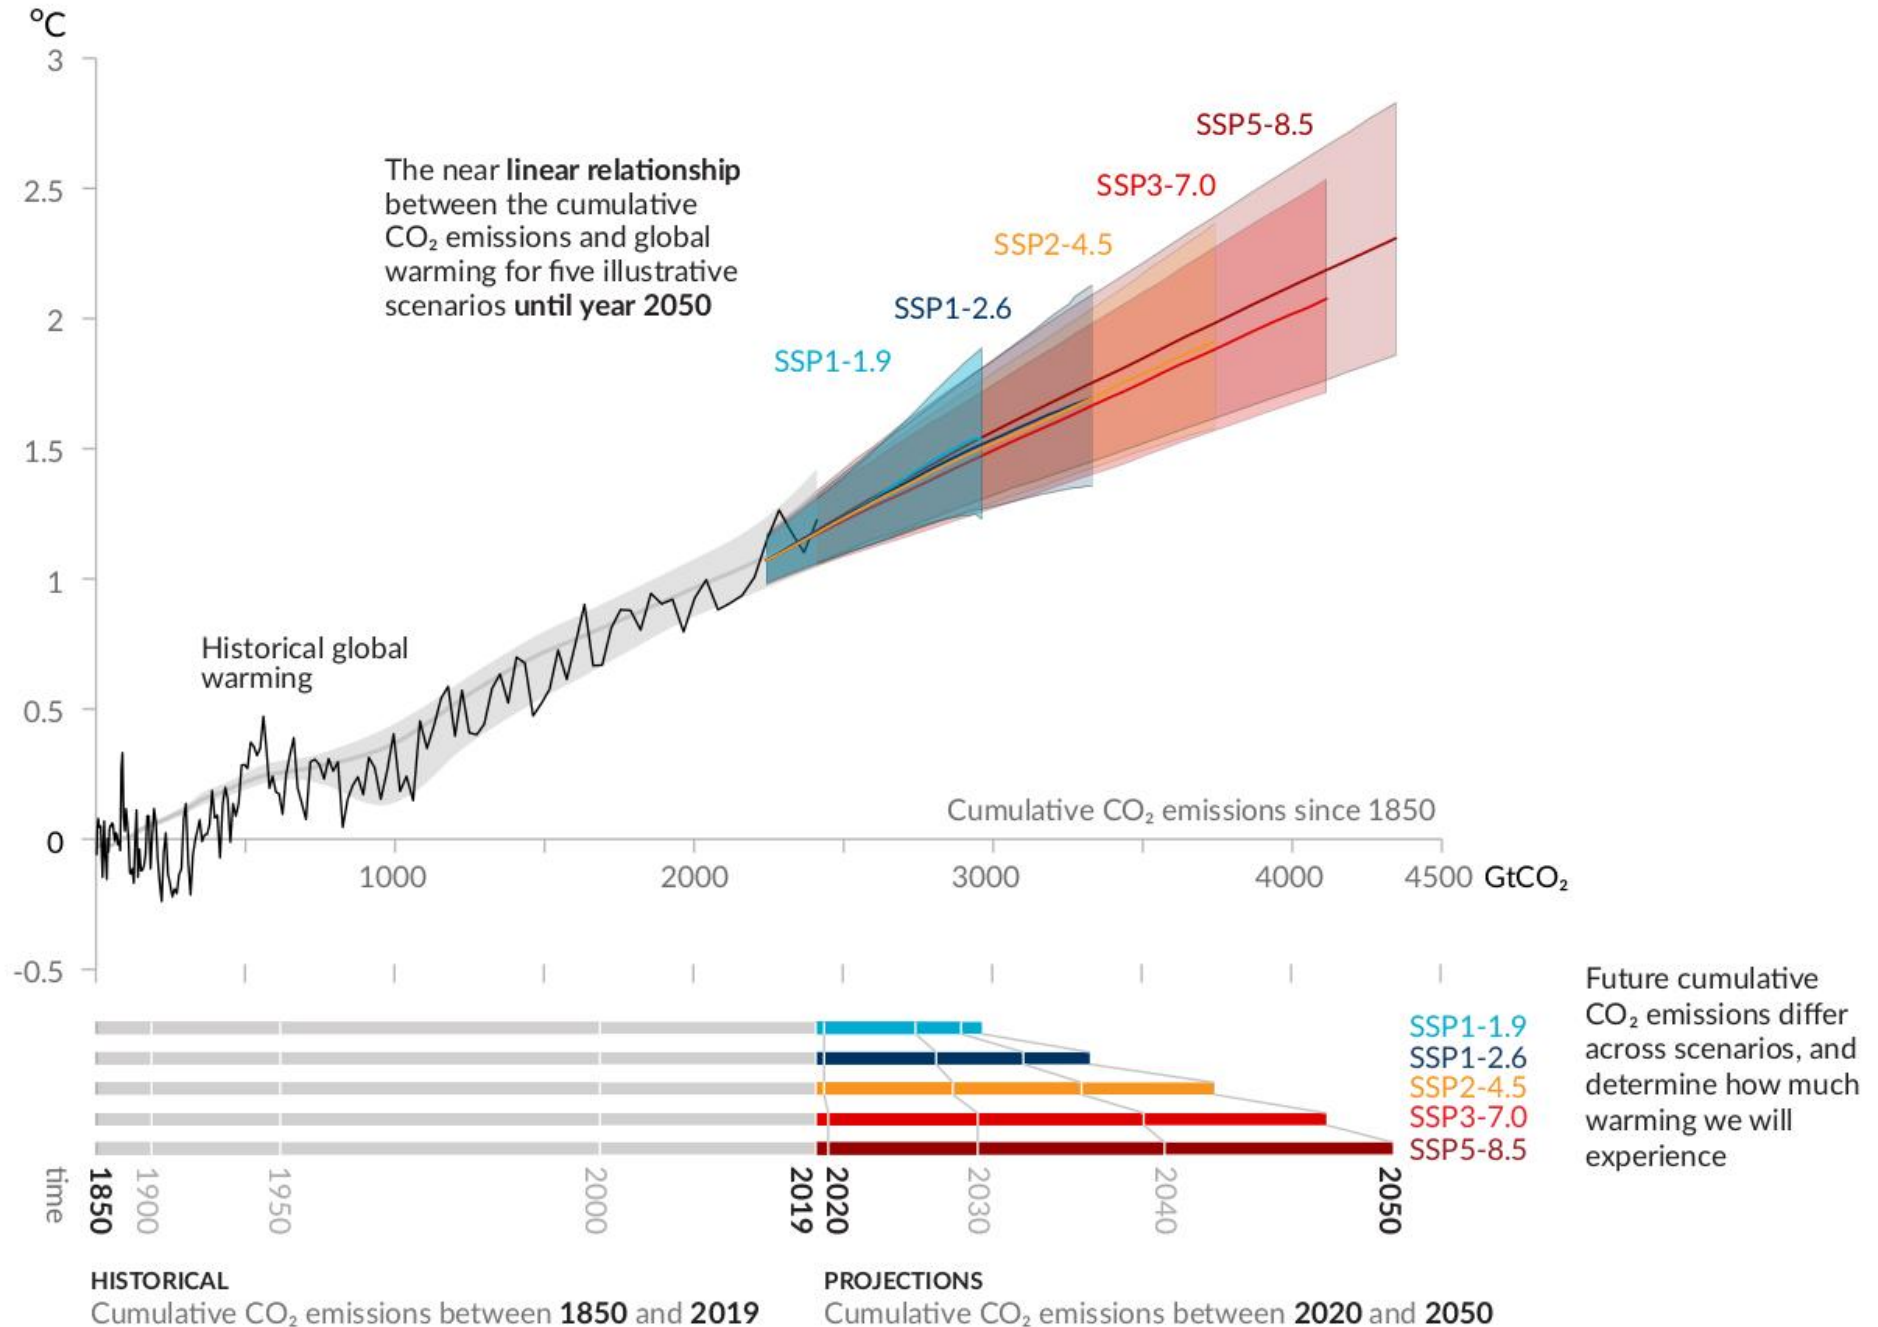 °C
3
SSP5-8.5
The near linear relationship
between the cumulative
CO₂ emissions and global
warming for five illustrative
scenarios until year 2050
2.5
SSP3-7.0
SSP2-4.5
2
SSP1-2.6
SSP1-1.9
1.5
1
Historical global
warming
0.5
Cumulative CO₂ emissions since 1850
0
1000
2000
3000
4000
4500 GtCO₂
-0.5
Future cumulative
CO₂ emissions differ
across scenarios, and
determine how much
warming we will
experience
SSP1-1.9
SSP1-2.6
SSP2-4.5
SSP3-7.0
SSP5-8.5
time
1850
1900
1950
2000
2019
2020
2030
2040
2050
HISTORICAL
Cumulative CO₂ emissions between 1850 and 2019
PROJECTIONS
Cumulative CO₂ emissions between 2020 and 2050